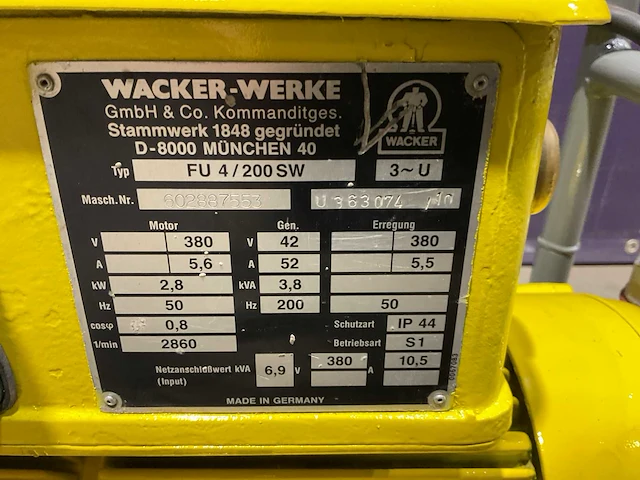 WACKER-WERKE
GmbH & Co. Kommanditges.
Stammwerk 1848 gegründet
D-8000 MÜNCHEN 40
WACKER
Typ FU 4/200 SW 3~U
Masch. Nr. 602887553 U 363074 /10
Motor Gen. Erregung
V 380 V 42 380
A 5,6 A 52 5,5
kW 2,8 kVA 3,8
Hz 50 Hz 200 50
cosφ 0,8 Schutzart IP 44
1/min 2860 Betriebsart S1
Netzanschlußwert kVA 6,9 V 380 A 10,5
(Input)
MADE IN GERMANY